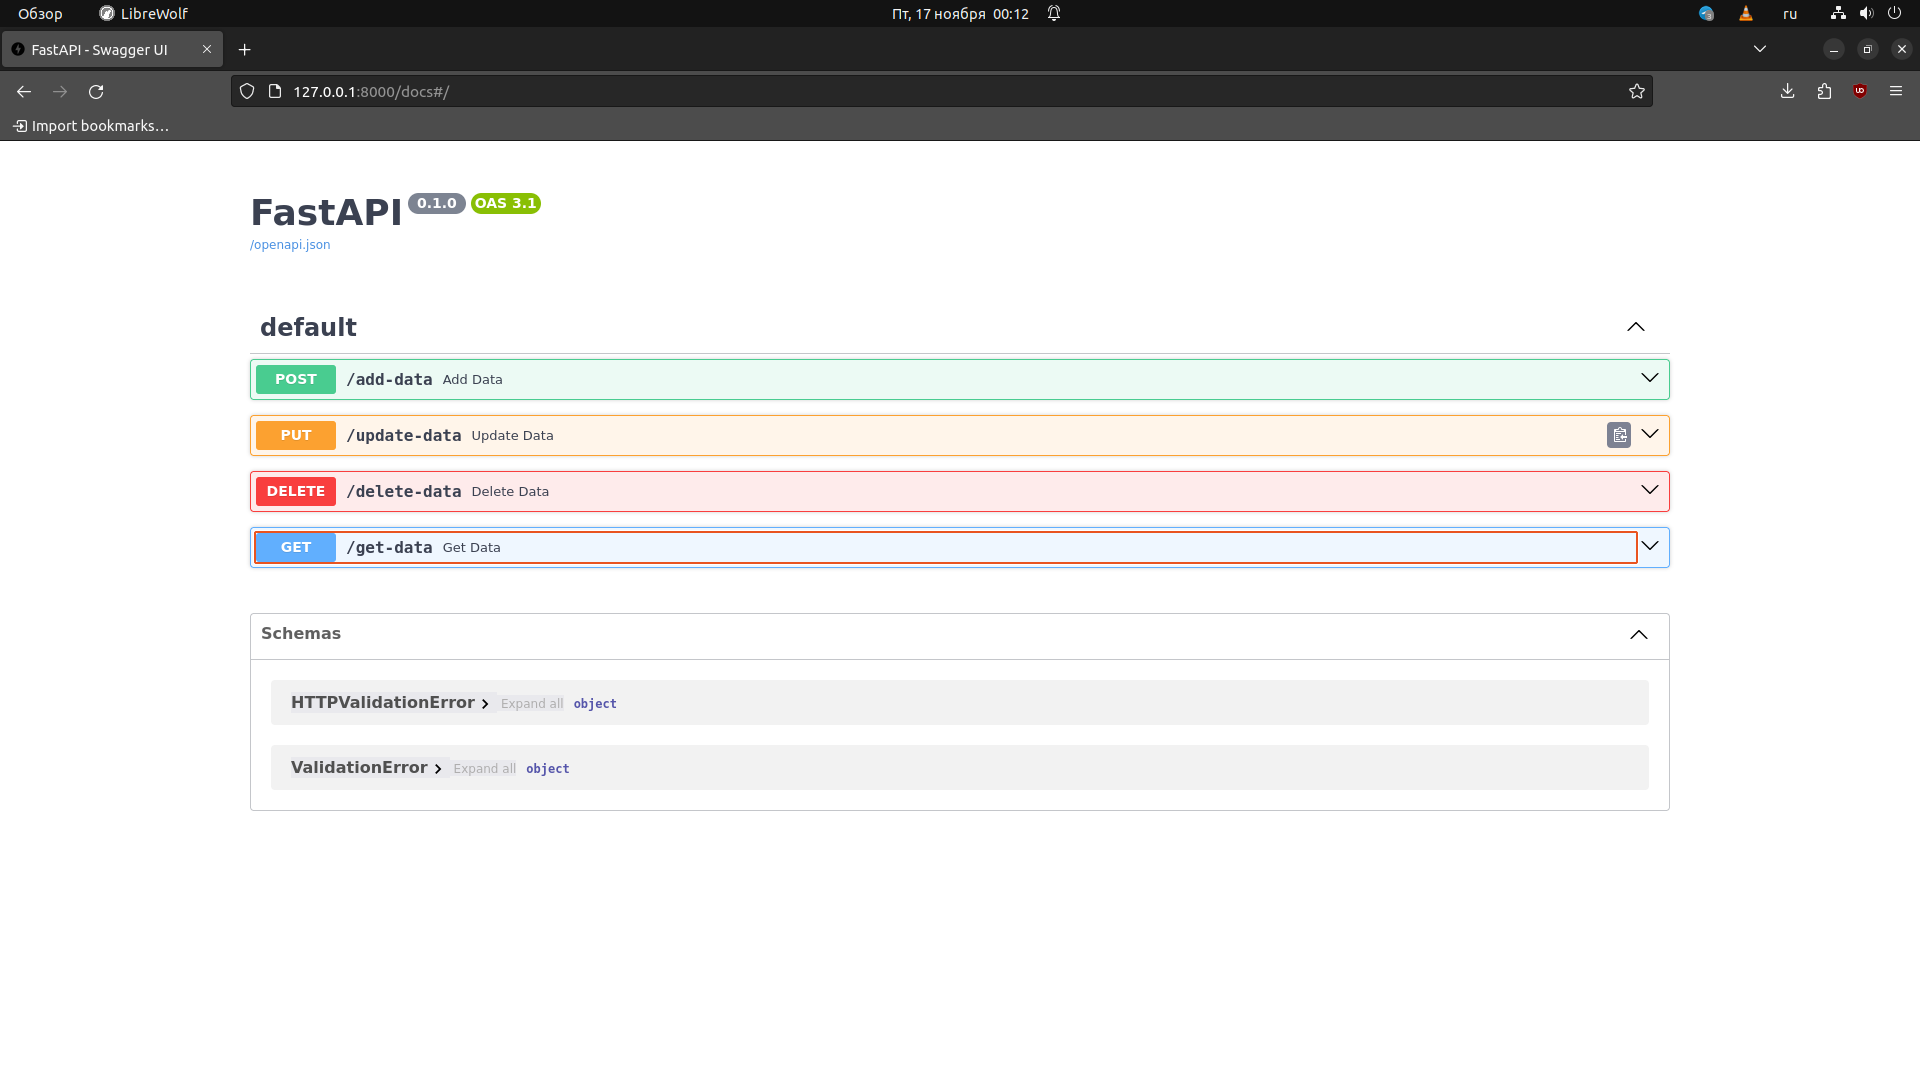 Обзор LibreWolf Пт, 17 ноября 00:12 ru
FastAPI - Swagger UI
127.0.0.1:8000/docs#/
Import bookmarks...
FastAPI 0.1.0 OAS 3.1
/openapi.json
default
POST /add-data Add Data
PUT /update-data Update Data
DELETE /delete-data Delete Data
GET /get-data Get Data
Schemas
HTTPValidationError Expand all object
ValidationError Expand all object